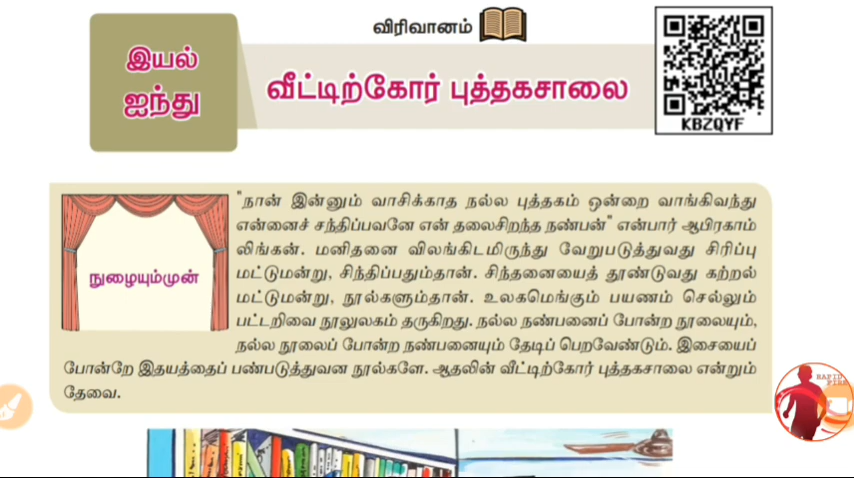 விரிவானம்
இயல்
ஐந்து
வீட்டிற்கோர் புத்தகசாலை
KBZQYF
நுழையும்முன்
"நான் இன்னும் வாசிக்காத நல்ல புத்தகம் ஒன்றை வாங்கிவந்து
என்னைச் சந்திப்பவனே என் தலைசிறந்த நண்பன்" என்பார் ஆபிரகாம்
லிங்கன். மனிதனை விலங்கிடமிருந்து வேறுபடுத்துவது சிரிப்பு
மட்டுமன்று, சிந்திப்பதும்தான். சிந்தனையைத் தூண்டுவது கற்றல்
மட்டுமன்று, நூல்களும்தான். உலகமெங்கும் பயணம் செல்லும்
பட்டறிவை நூலுலகம் தருகிறது. நல்ல நண்பனைப் போன்ற நூலையும்,
நல்ல நூலைப் போன்ற நண்பனையும் தேடிப் பெறவேண்டும். இசையைப்
போன்றே இதயத்தைப் பண்படுத்துவன நூல்களே. ஆதலின் வீட்டிற்கோர் புத்தகசாலை என்றும்
தேவை.